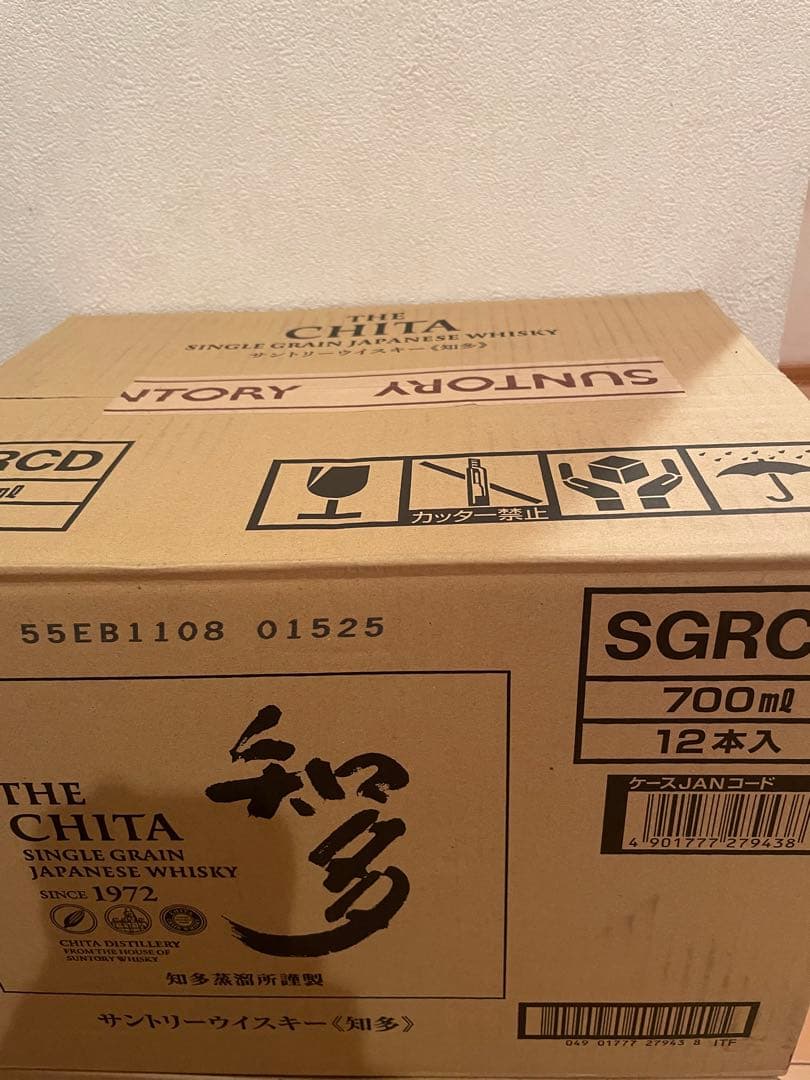 THE
CHITA
SINGLE GRAIN JAPANESE WHISKY
サントリーウイスキー《知多》
NTORY SUNTORY SUNTORY
RCD
ml
カッター禁止
55EB1108 01525
SGRC
700ml
12本入
ケースJANコード
4 901777 279438
THE
CHITA
SINGLE GRAIN
JAPANESE WHISKY
SINCE 1972
CHITA DISTILLERY
FROM THE HOUSE OF
SUNTORY WHISKY
知多
知多蒸溜所謹製
サントリーウイスキー《知多》
049 01777 27943 8 ITF